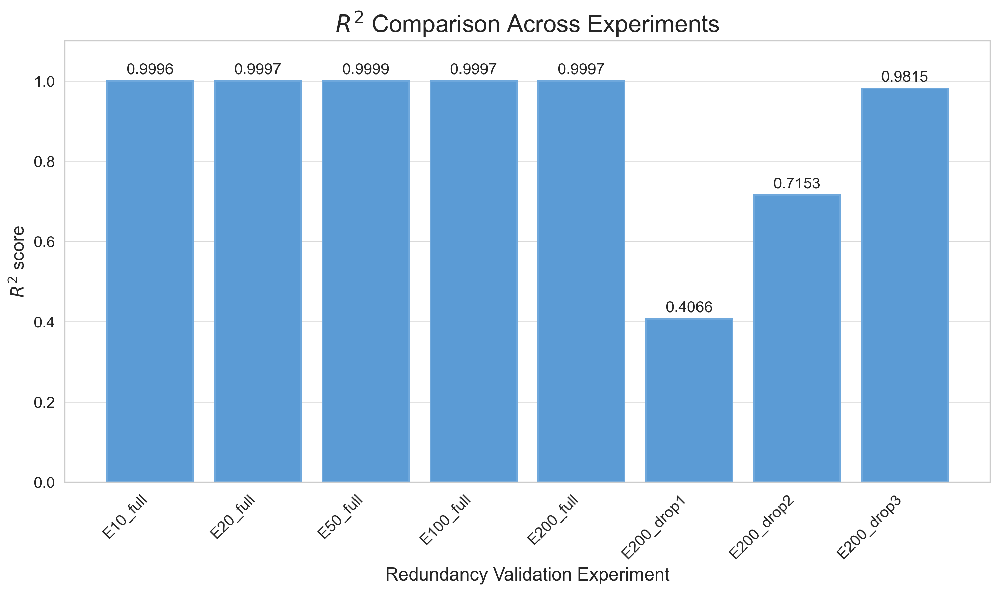 R² Comparison Across Experiments
0.9996
0.9997
0.9999
0.9997
0.9997
0.4066
0.7153
0.9815
R² score
1.0
0.8
0.6
0.4
0.2
0.0
E10_full
E20_full
E50_full
E100_full
E200_full
E200_drop1
E200_drop2
E200_drop3
Redundancy Validation Experiment